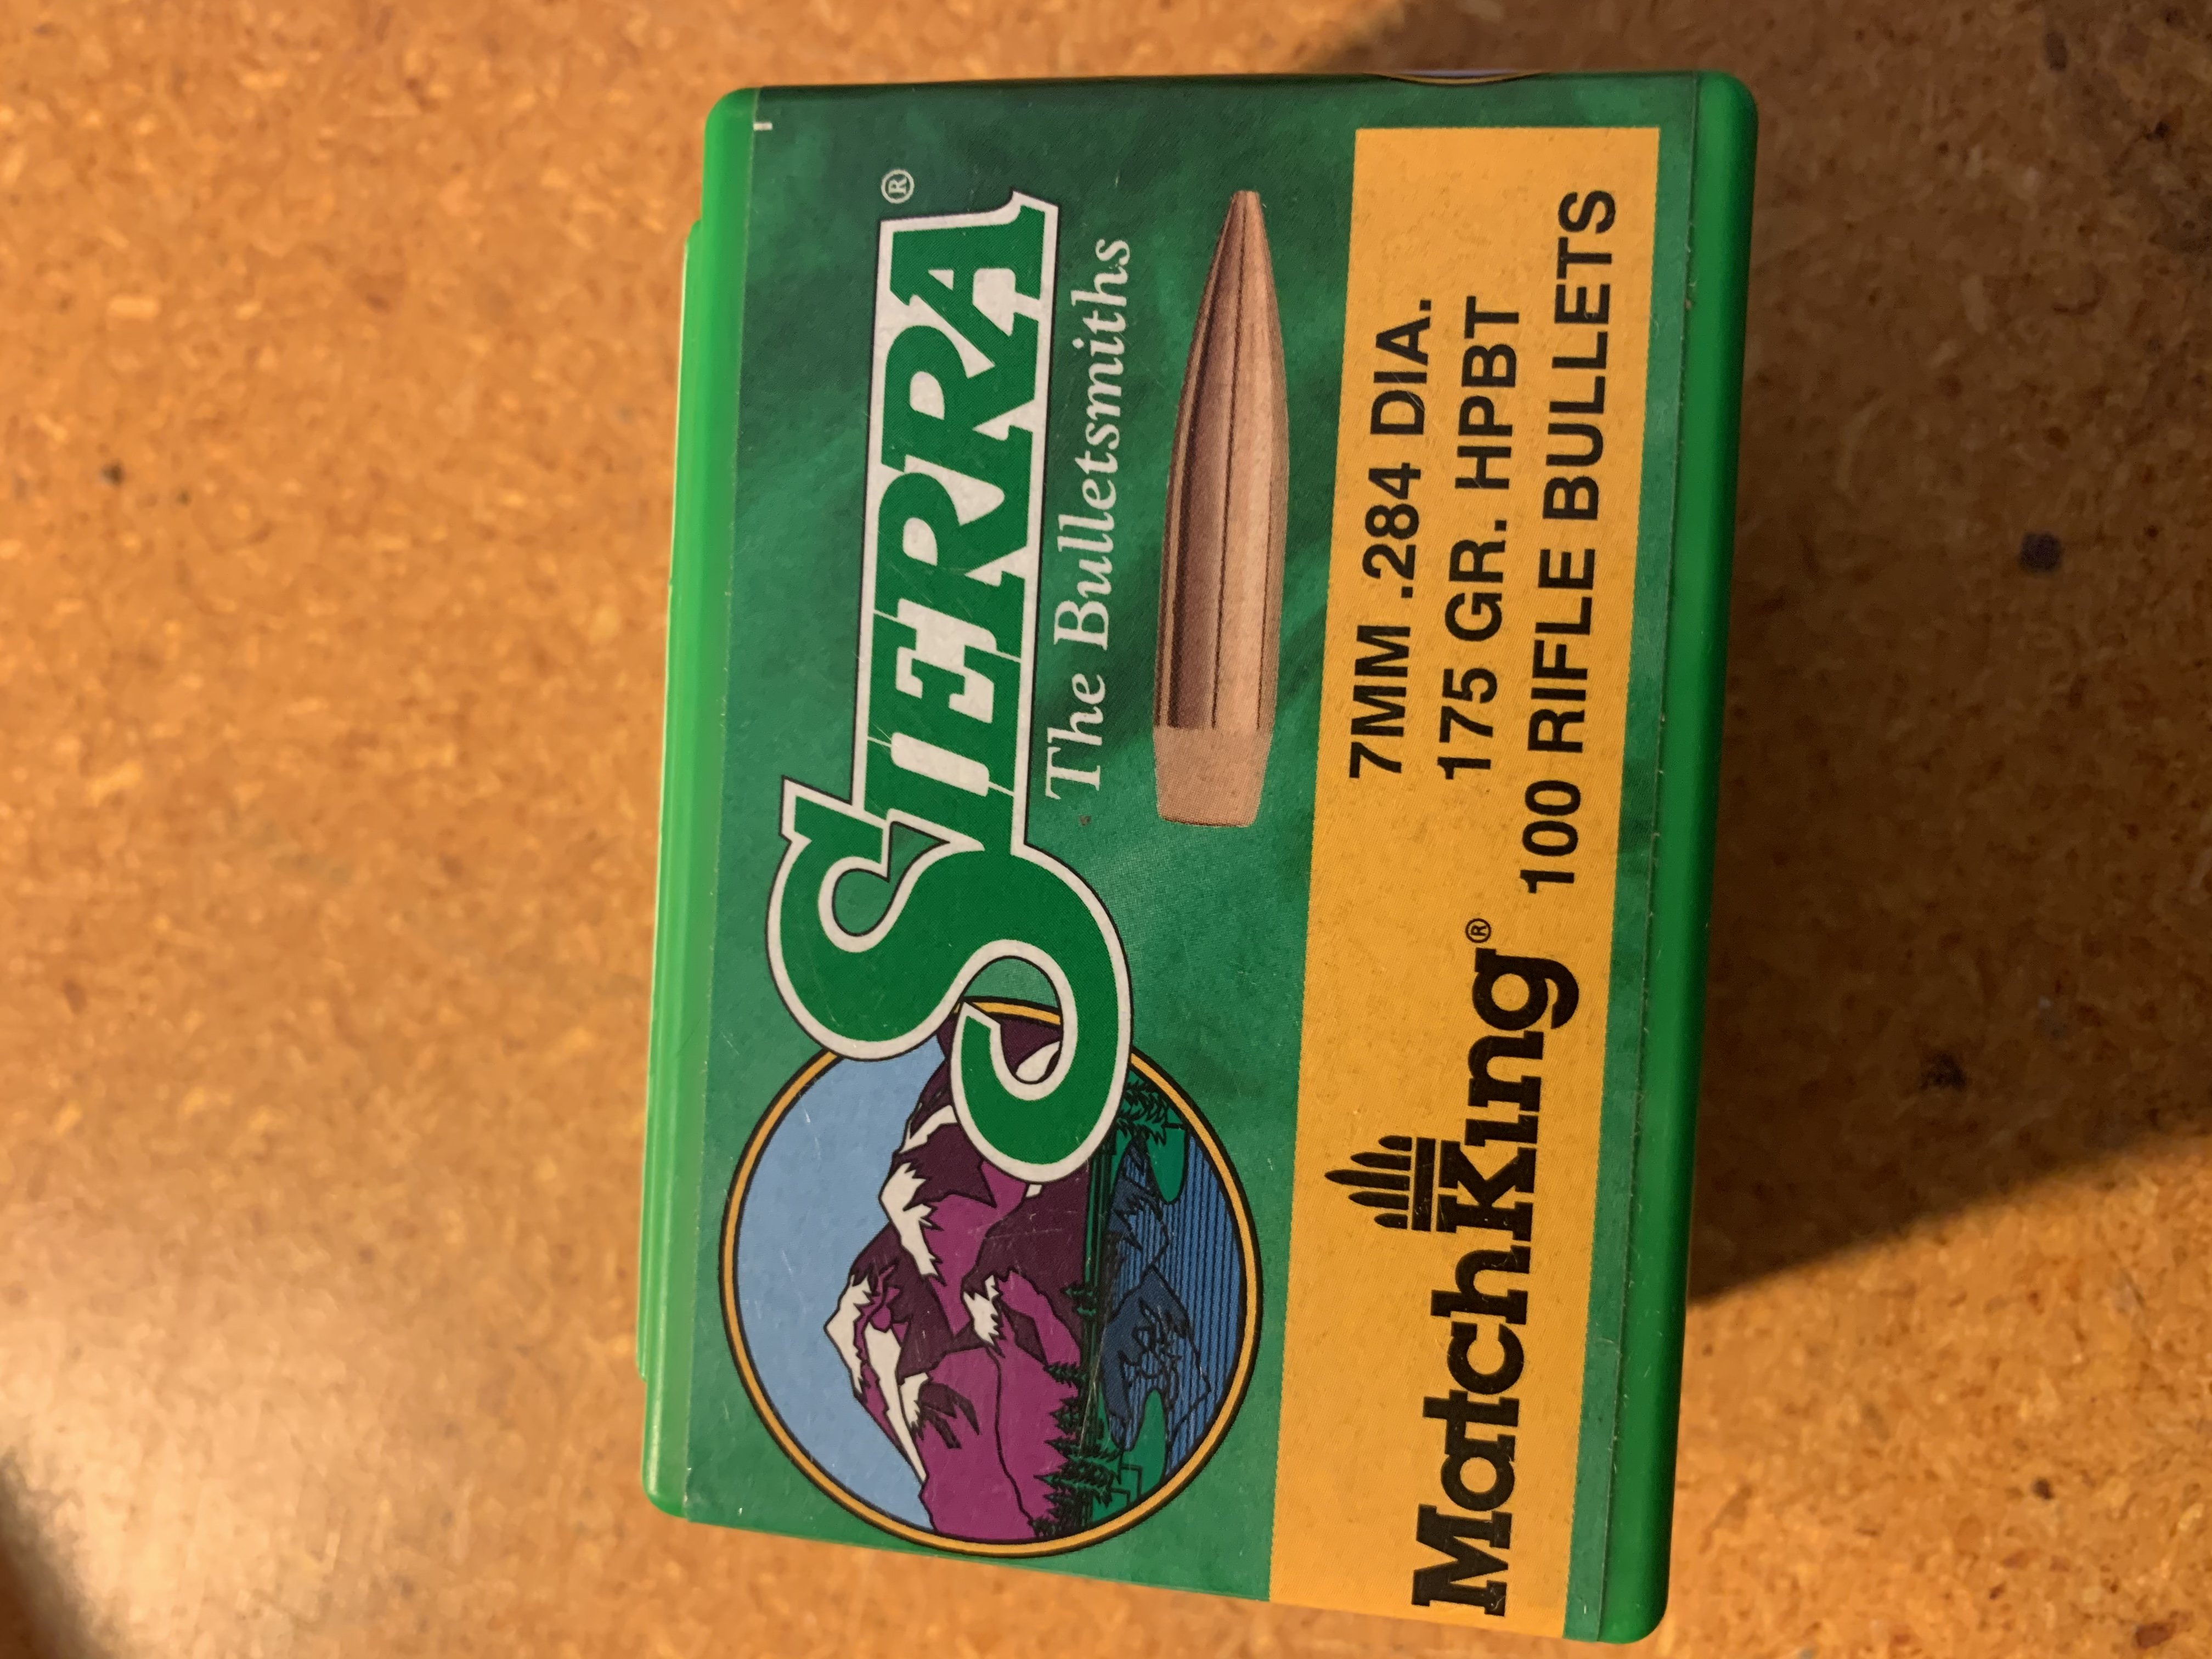 SIERRA®
The Bulletsmiths
MatchKing®
7MM .284 DIA.
175 GR. HPBT
100 RIFLE BULLETS